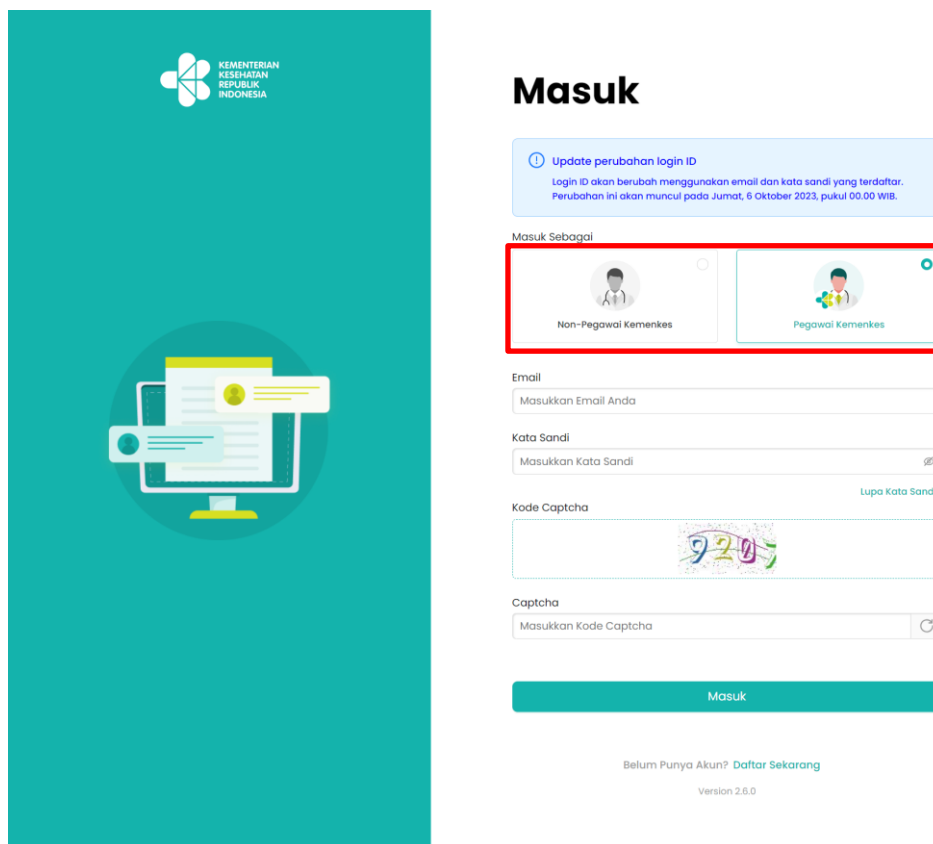 KEMENTERIAN
KESEHATAN
REPUBLIK
INDONESIA
Masuk
Update perubahan login ID
Login ID akan berubah menggunakan email dan kata sandi yang terdaftar.
Perubahan ini akan muncul pada Jumat, 6 Oktober 2023, pukul 00.00 WIB.
Masuk Sebagai
Non-Pegawai Kemenkes
Pegawai Kemenkes
Email
Masukkan Email Anda
Kata Sandi
Masukkan Kata Sandi
Lupa Kata Sand
Kode Captcha
Captcha
Masukkan Kode Captcha
Masuk
Belum Punya Akun? Daftar Sekarang
Version 2.6.0